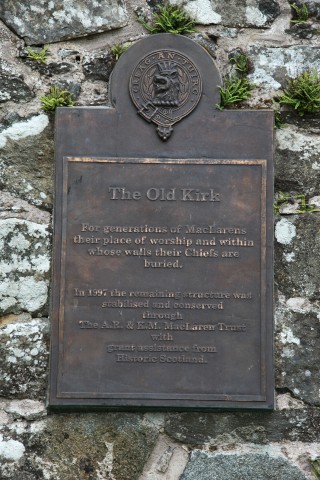 The Old Kirk
For generations of MacLarens
their place of worship and within
whose walls their Chiefs are
buried.
In 1997 the remaining structure was
stabilised and conserved
through
The A.R. & K.M. MacLaren Trust
with
grant assistance from
Historic Scotland.